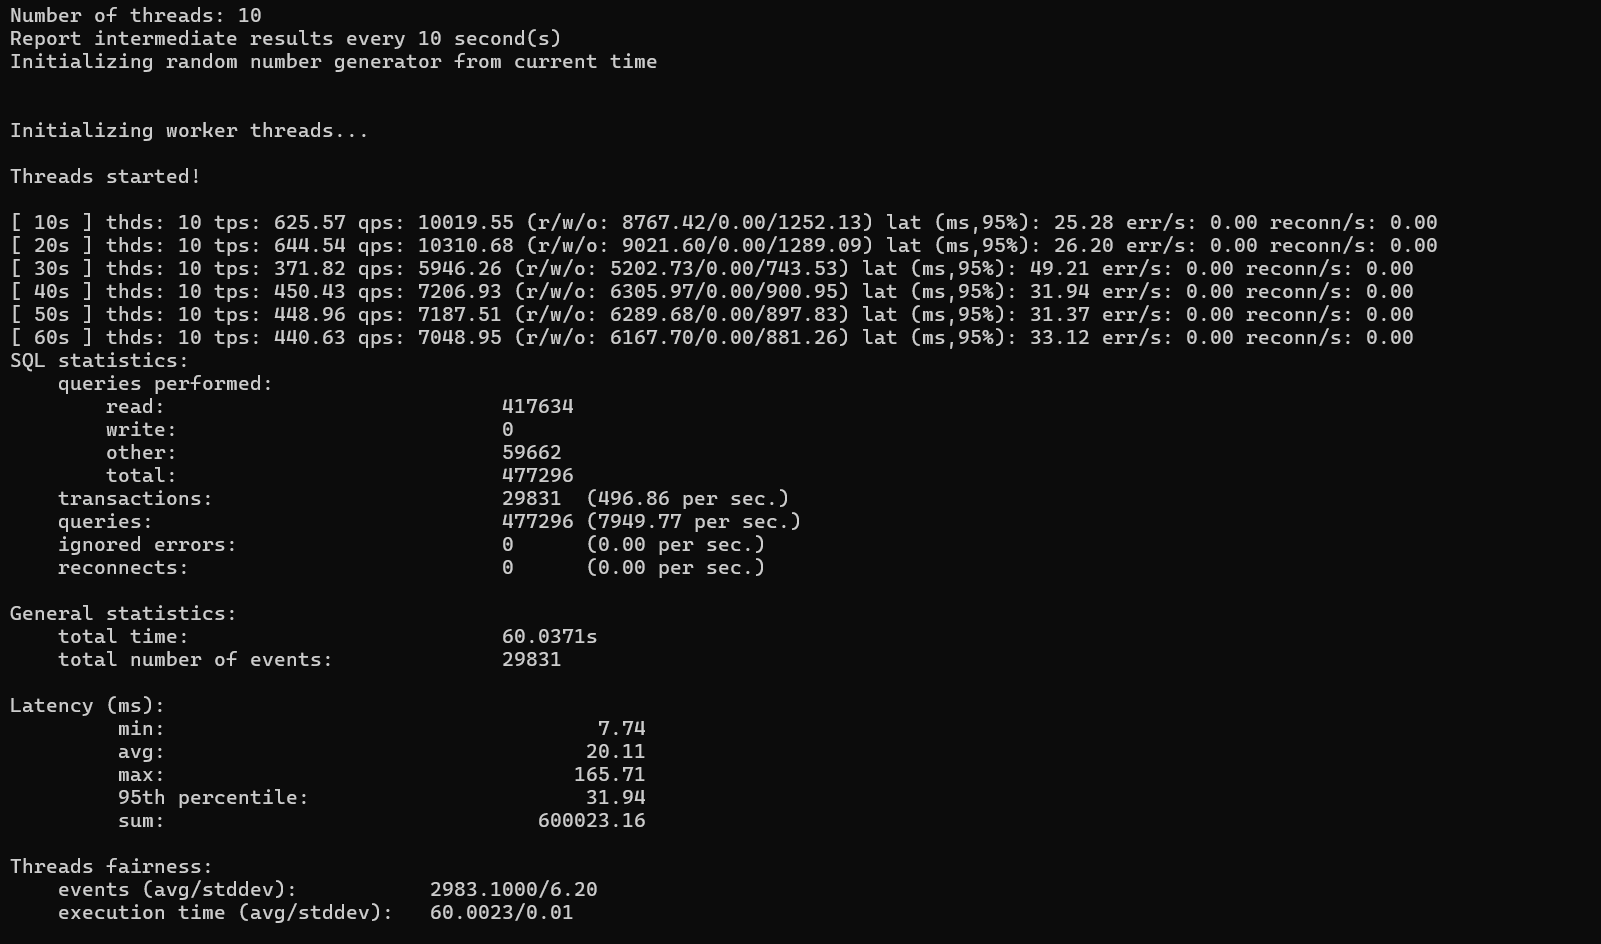 Number of threads: 10
Report intermediate results every 10 second(s)
Initializing random number generator from current time
Initializing worker threads...
Threads started!
[ 10s ] thds: 10 tps: 625.57 qps: 10019.55 (r/w/o: 8767.42/0.00/1252.13) lat (ms,95%): 25.28 err/s: 0.00 reconn/s: 0.00
[ 20s ] thds: 10 tps: 644.54 qps: 10310.68 (r/w/o: 9021.60/0.00/1289.09) lat (ms,95%): 26.20 err/s: 0.00 reconn/s: 0.00
[ 30s ] thds: 10 tps: 371.82 qps: 5946.26 (r/w/o: 5202.73/0.00/743.53) lat (ms,95%): 49.21 err/s: 0.00 reconn/s: 0.00
[ 40s ] thds: 10 tps: 450.43 qps: 7206.93 (r/w/o: 6305.97/0.00/900.95) lat (ms,95%): 31.94 err/s: 0.00 reconn/s: 0.00
[ 50s ] thds: 10 tps: 448.96 qps: 7187.51 (r/w/o: 6289.68/0.00/897.83) lat (ms,95%): 31.37 err/s: 0.00 reconn/s: 0.00
[ 60s ] thds: 10 tps: 440.63 qps: 7048.95 (r/w/o: 6167.70/0.00/881.26) lat (ms,95%): 33.12 err/s: 0.00 reconn/s: 0.00
SQL statistics:
    queries performed:
        read:                            417634
        write:                           0
        other:                           59662
        total:                           477296
    transactions:                        29831  (496.86 per sec.)
    queries:                             477296 (7949.77 per sec.)
    ignored errors:                      0      (0.00 per sec.)
    reconnects:                          0      (0.00 per sec.)
General statistics:
    total time:                          60.0371s
    total number of events:              29831
Latency (ms):
         min:                                    7.74
         avg:                                   20.11
         max:                                  165.71
         95th percentile:                       31.94
         sum:                               600023.16
Threads fairness:
    events (avg/stddev):           2983.1000/6.20
    execution time (avg/stddev):   60.0023/0.01